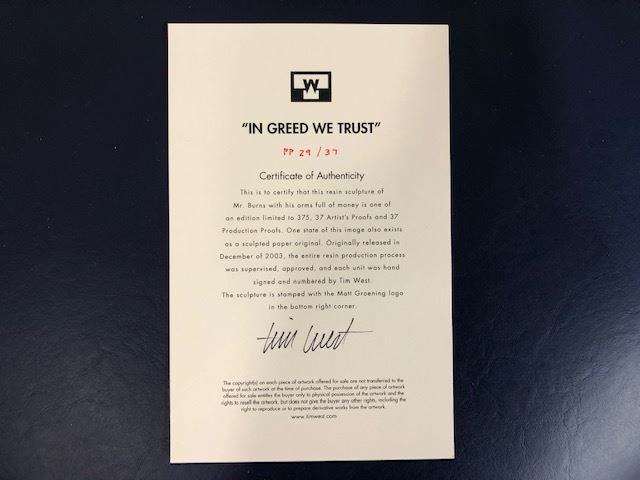 W
"IN GREED WE TRUST"
PP 29 / 37
Certificate of Authenticity
This is to certify that this resin sculpture of
Mr. Burns with his arms full of money is one of
an edition limited to 375, 37 Artist's Proofs and 37
Production Proofs. One state of this image also exists
as a sculpted paper original. Originally released in
December of 2003, the entire resin production process
was supervised, approved, and each unit was hand
signed and numbered by Tim West.
The sculpture is stamped with the Matt Groening logo
in the bottom right corner.
tim west
The copyright(s) on each piece of artwork offered for sale are not transferred to the
buyer of such artwork at the time of purchase. The purchase of any piece of artwork
offered for sale entitles the buyer only to physical possession of the artwork and the
rights to resell the artwork, but does not give the buyer any other rights, including the
right to reproduce or to prepare derivative works from the artwork.
www.timwest.com